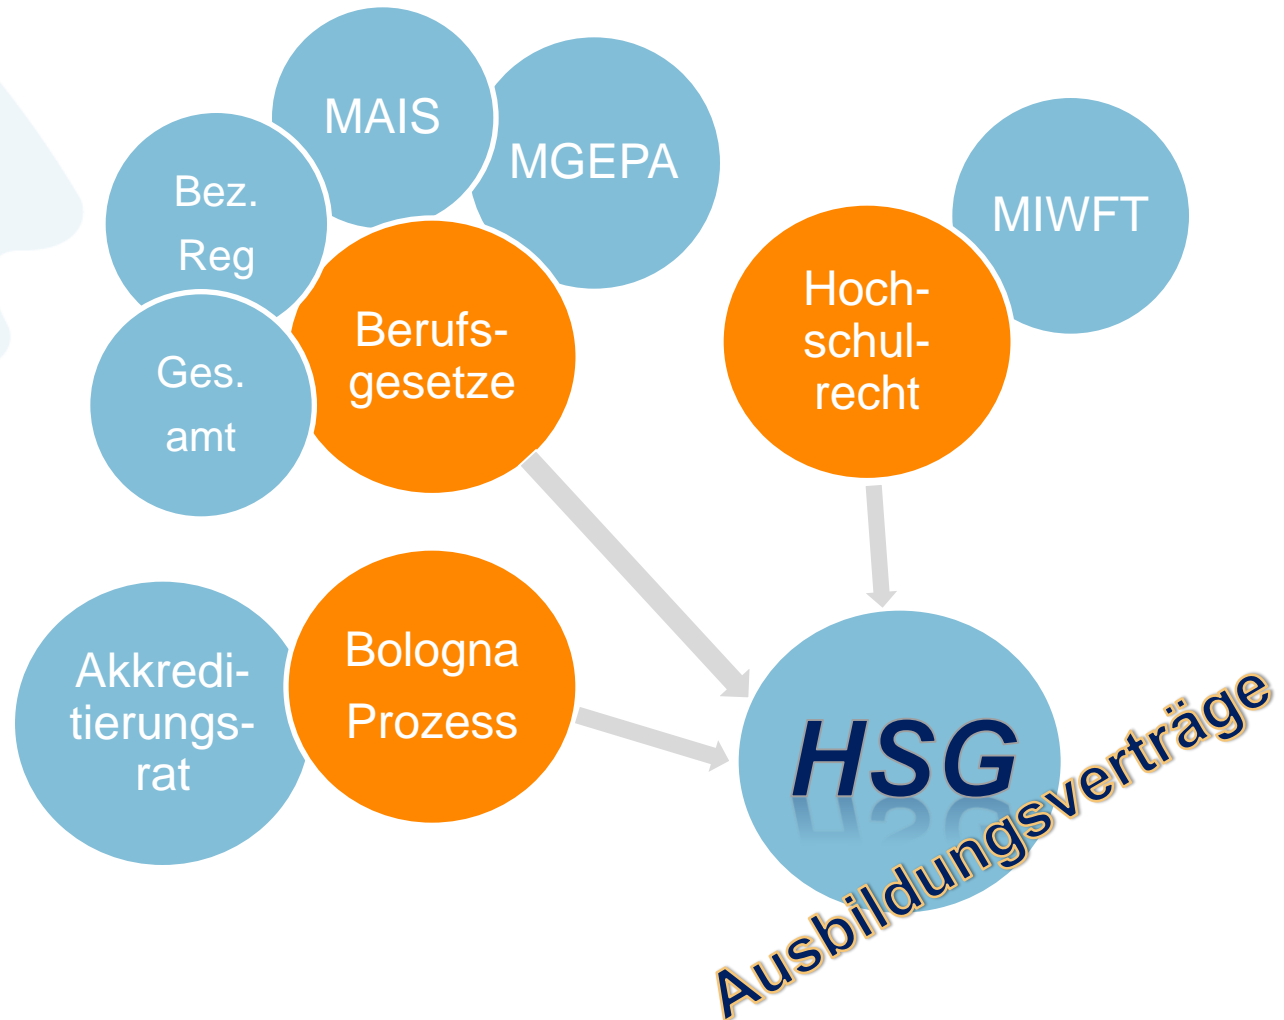 MAIS
MGEPA
Bez.
Reg
MIWFT
Hoch-
schul-
recht
Berufs-
gesetze
Ges.
amt
Bologna
Prozess
Akkredi-
tierungs-
rat
HSG
Ausbildungsverträge